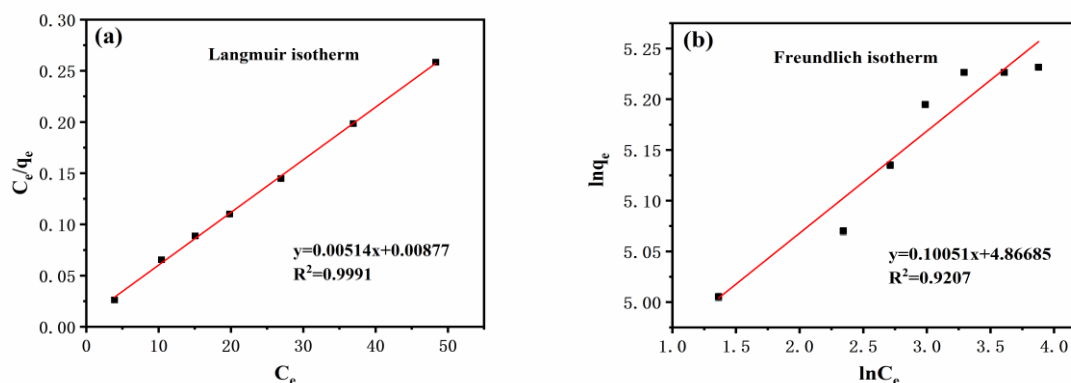 (a)
Langmuir isotherm
0.30
0.25
0.20
0.15
0.10
0.05
0.00
Ce/qe
y=0.00514x+0.00877
R²=0.9991
0 10 20 30 40 50
Ce
(b)
Freundlich isotherm
5.25
5.20
5.15
5.10
5.05
5.00
lnqe
y=0.10051x+4.86685
R²=0.9207
1.0 1.5 2.0 2.5 3.0 3.5 4.0
lnCe